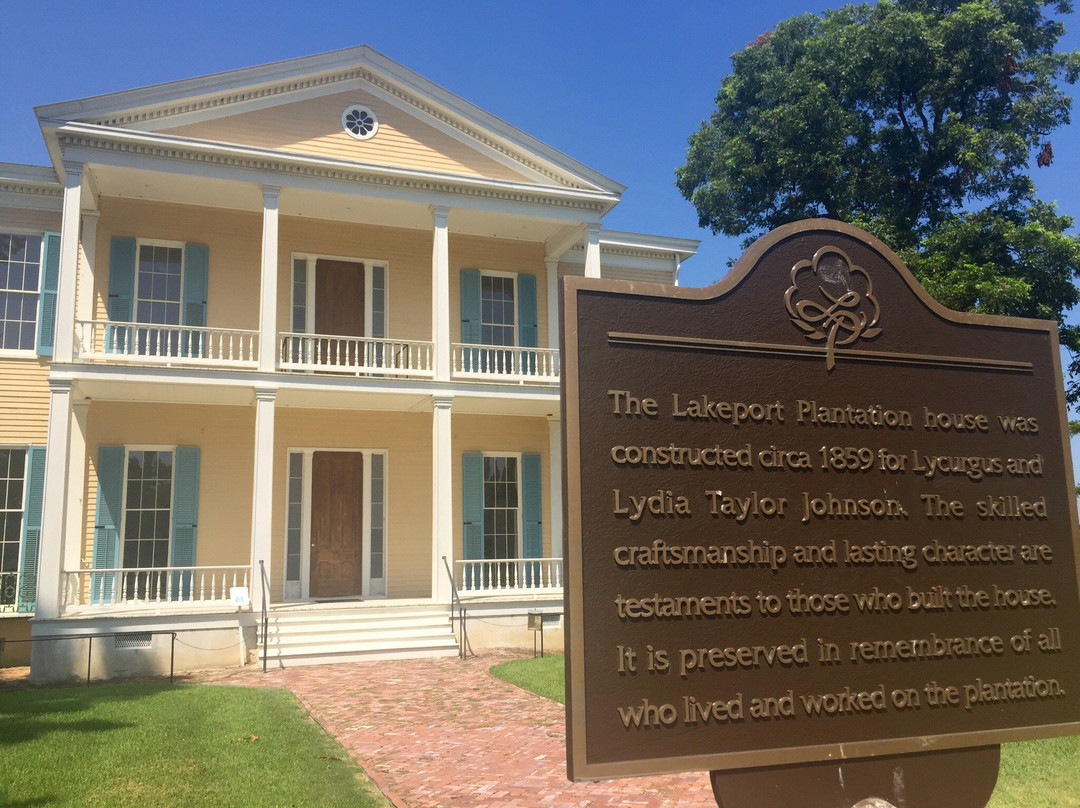 The Lakeport Plantation house was
constructed circa 1859 for Lycurgus and
Lydia Taylor Johnson. The skilled
craftsmanship and lasting character are
testaments to those who built the house.
It is preserved in remembrance of all
who lived and worked on the plantation.